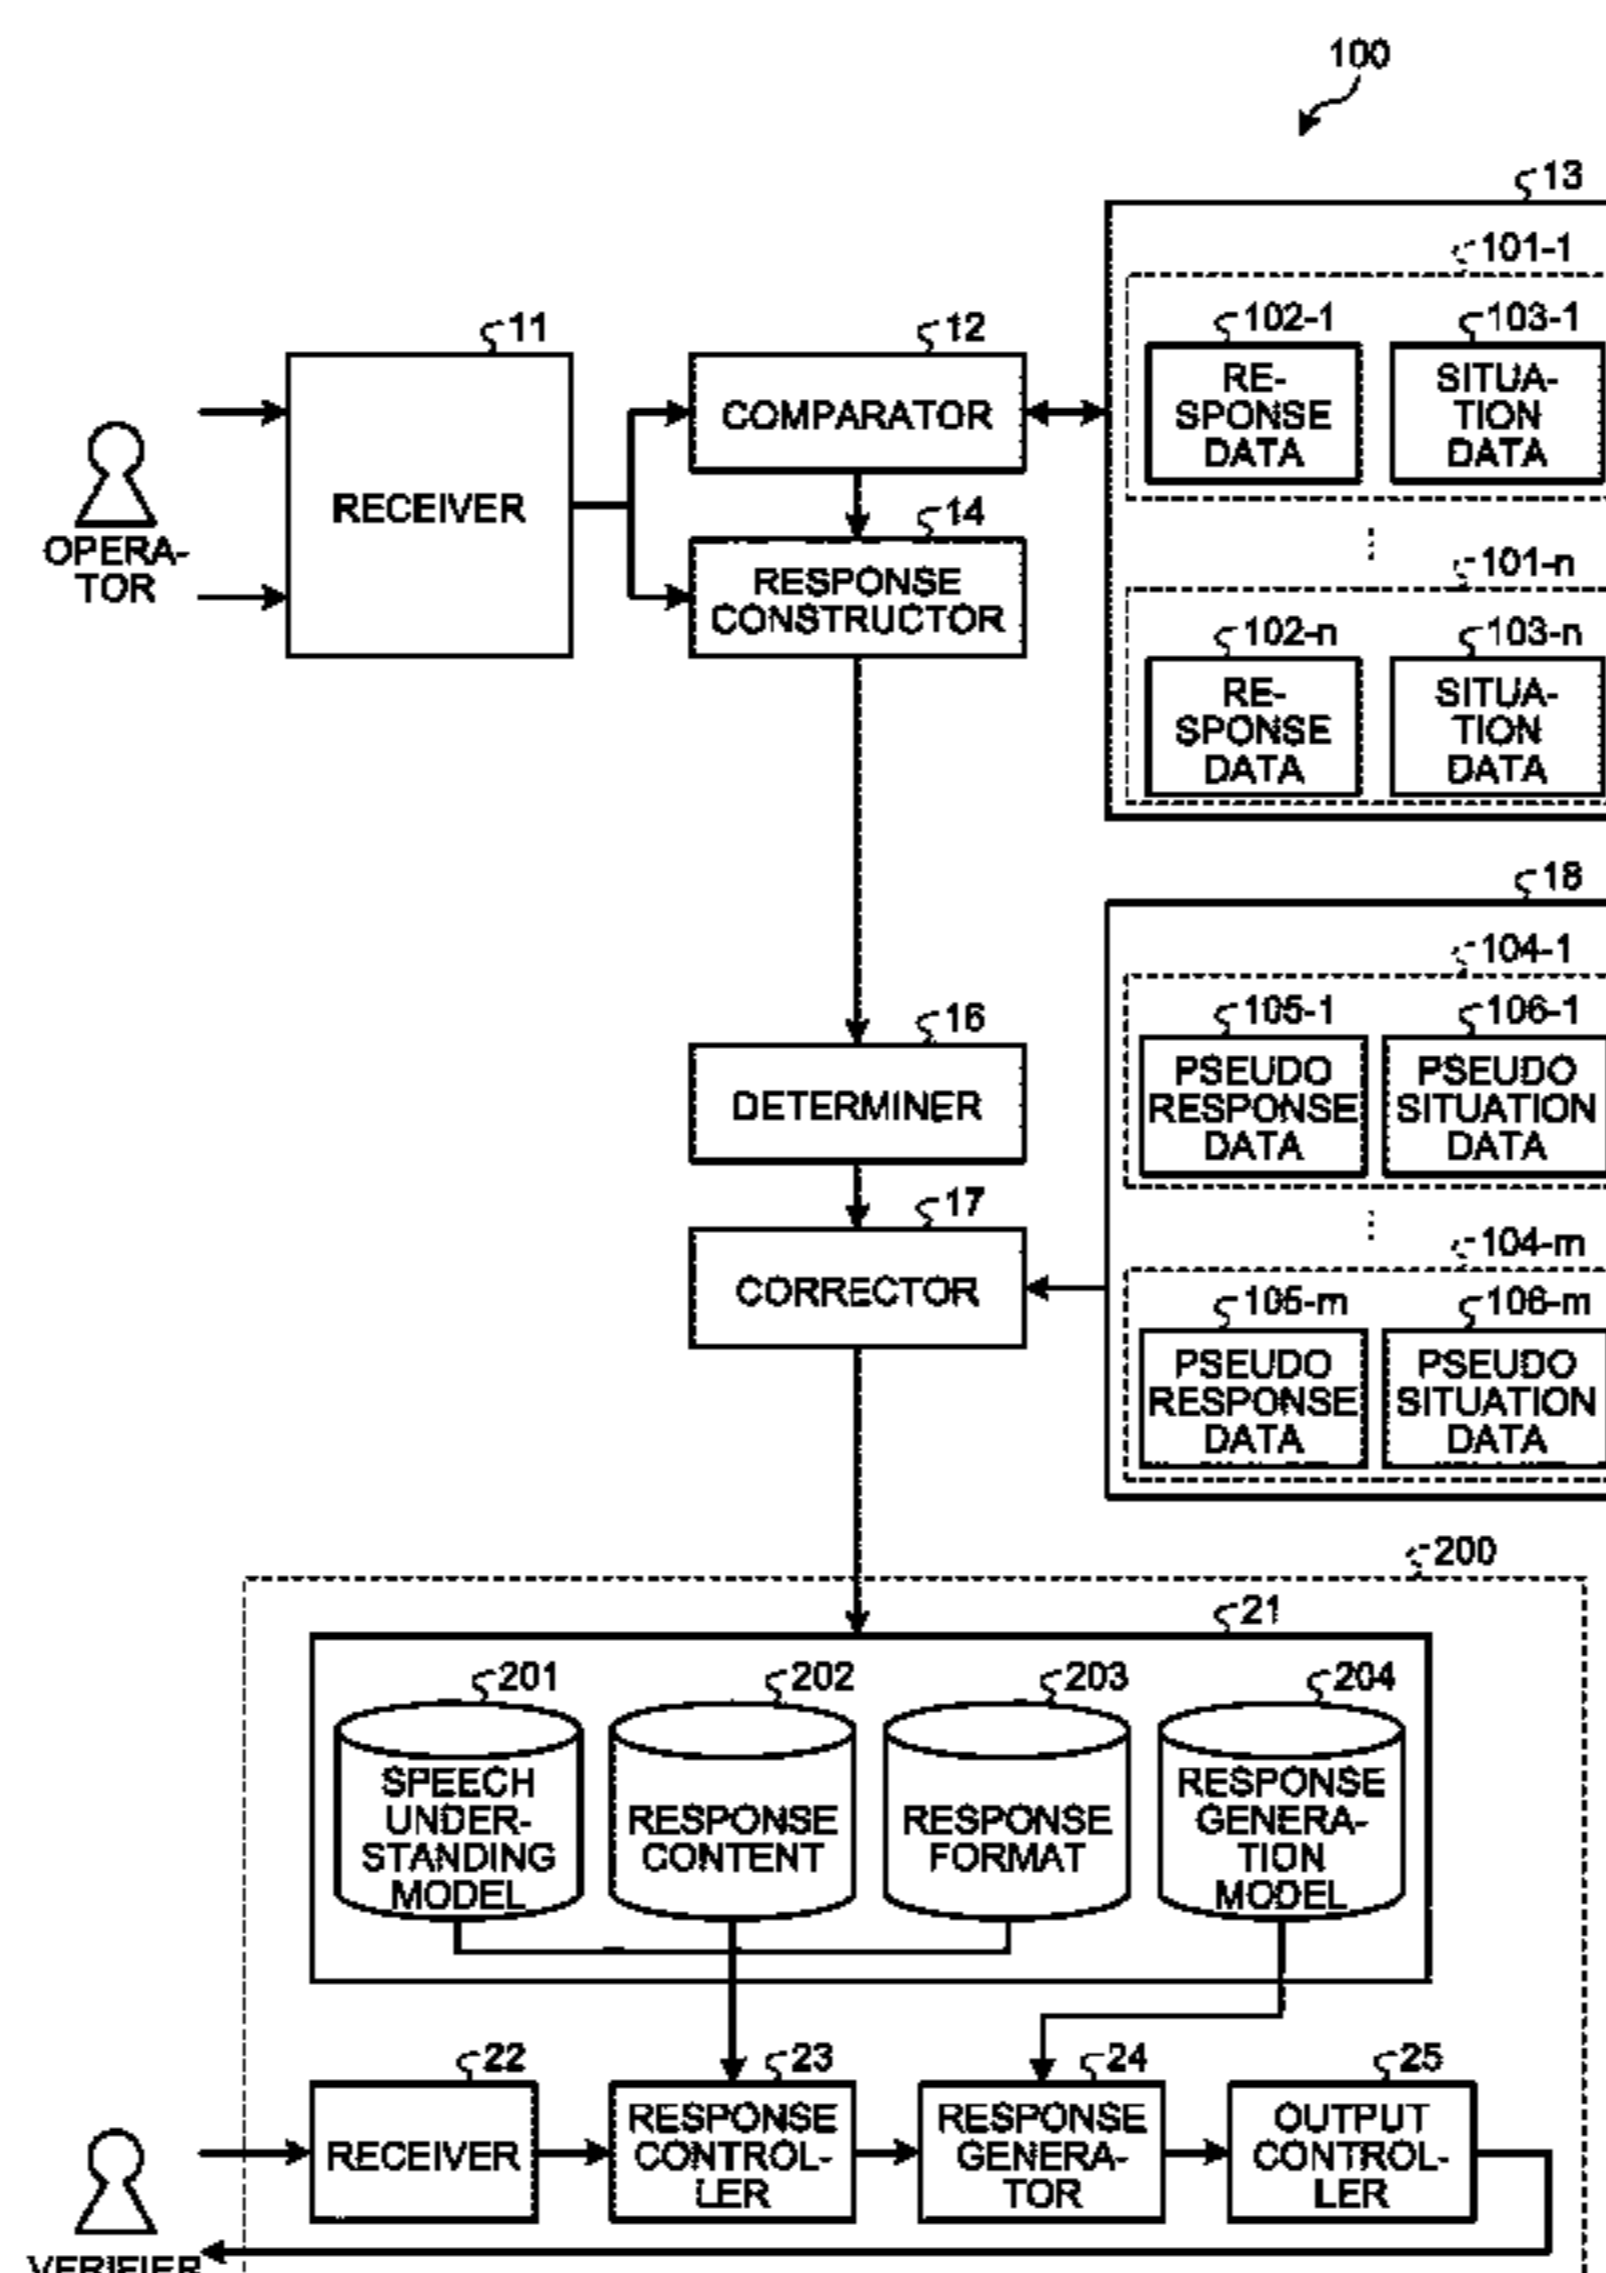 100
13
101-1
11
12
102-1
103-1
RE-
SPONSE
DATA
SITUA-
TION
DATA
COMPARATOR
RECEIVER
OPERA-
TOR
14
RESPONSE
CONSTRUCTOR
101-n
102-n
103-n
RE-
SPONSE
DATA
SITUA-
TION
DATA
18
104-1
16
105-1
106-1
DETERMINER
PSEUDO
RESPONSE
DATA
PSEUDO
SITUATION
DATA
17
CORRECTOR
104-m
105-m
106-m
PSEUDO
RESPONSE
DATA
PSEUDO
SITUATION
DATA
200
21
201
202
203
204
SPEECH
UNDER-
STANDING
MODEL
RESPONSE
CONTENT
RESPONSE
FORMAT
RESPONSE
GENERA-
TION
MODEL
22
23
24
25
RECEIVER
RESPONSE
CONTROL-
LER
RESPONSE
GENERA-
TOR
OUTPUT
CONTROL-
LER
VERIFIER